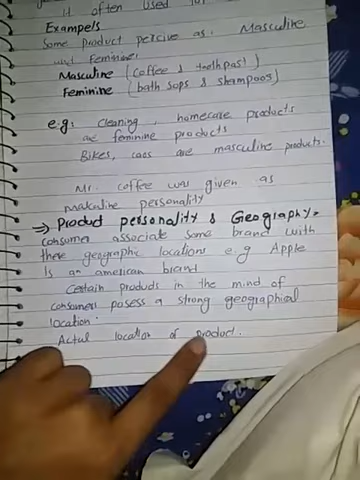 it often used
Exampels
Some product percive as: Masculine
and Feminine:
Masculine (coffee & toothpast)
Feminine (bath sops & shampoos)
e.g: Cleaning, homecare products
are feminine products
Bikes, cars are masculine products.
Mr. coffee was given as
masculine personality
⇒ Product personality & Geography:
consumer associate some brand with
these geographic locations e.g Apple
is an american brand
Certain products in the mind of
consumers posess a strong geographical
location.
Actul location of product.